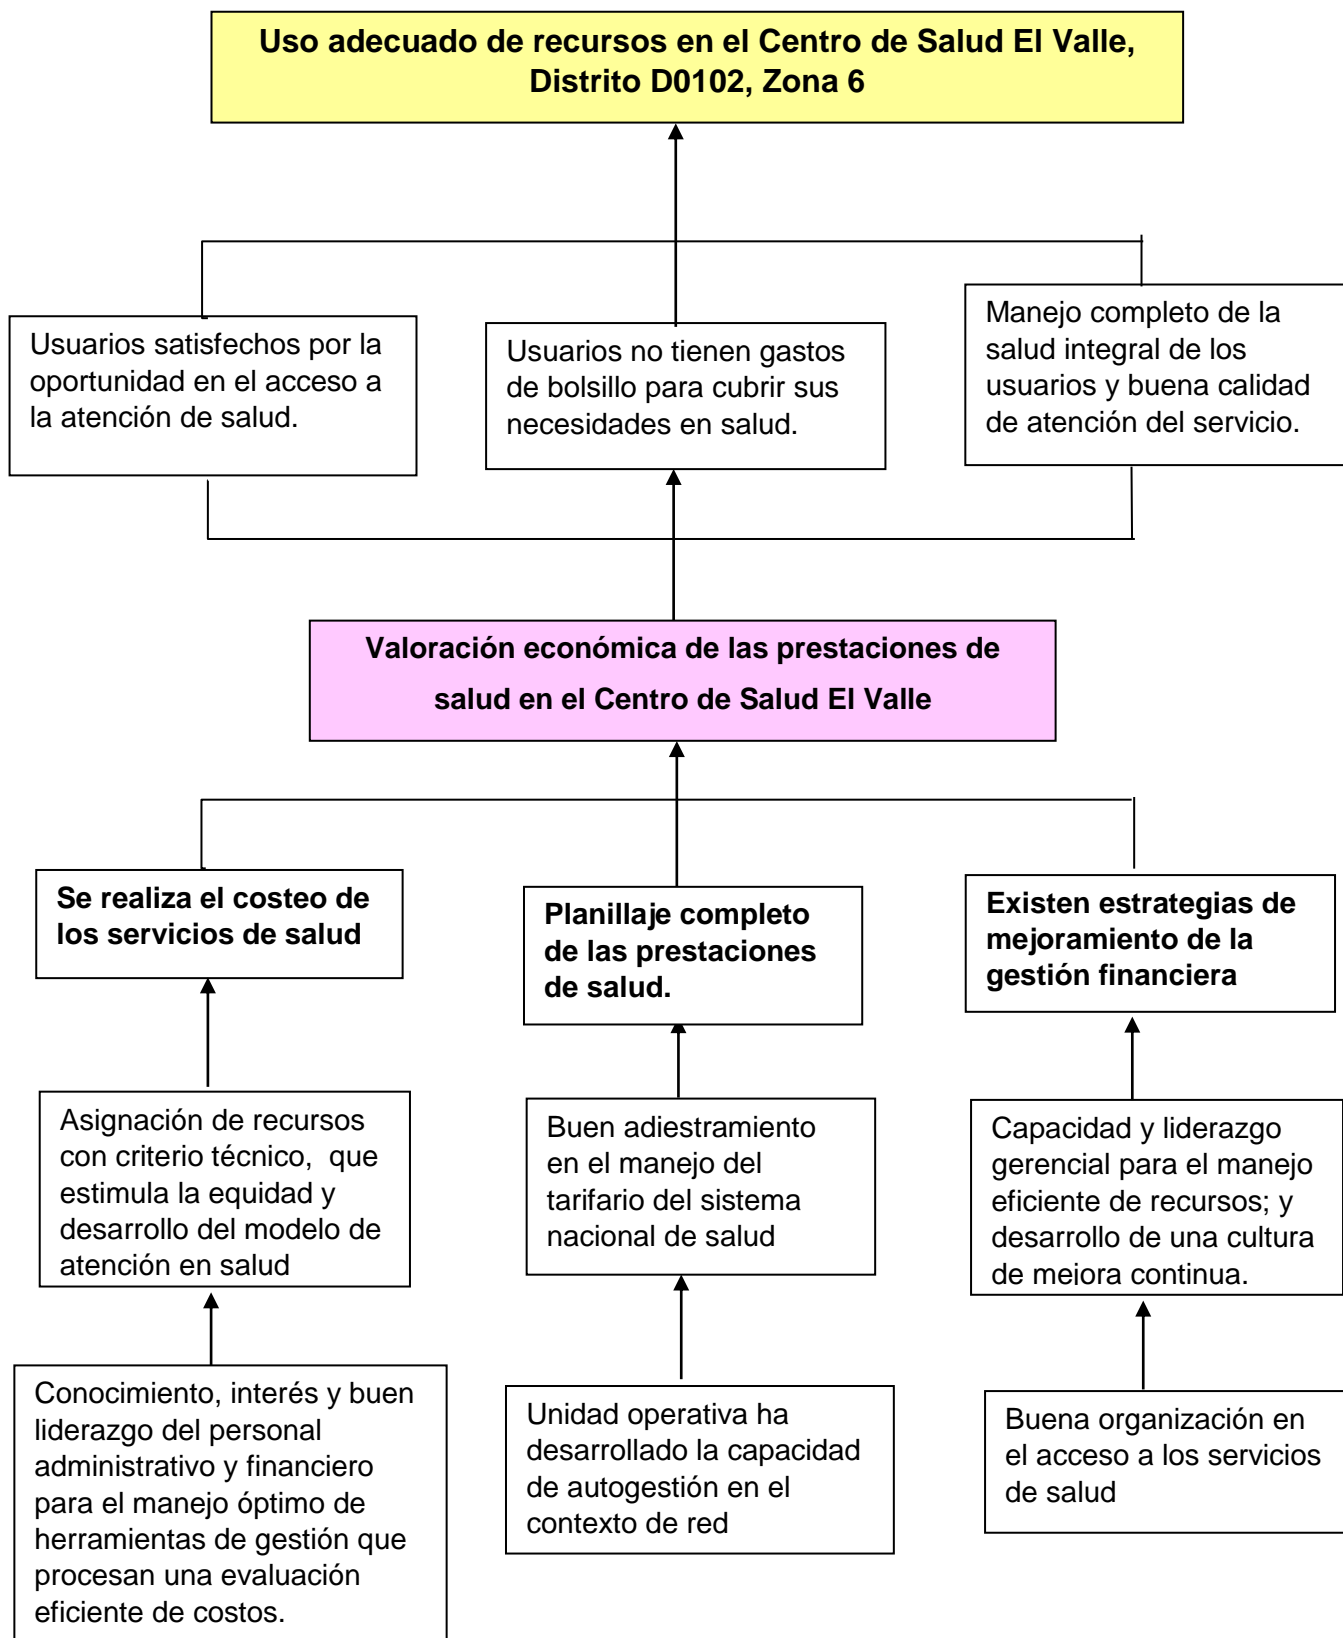 Uso adecuado de recursos en el Centro de Salud El Valle,
Distrito D0102, Zona 6
Usuarios satisfechos por la
oportunidad en el acceso a
la atención de salud.
Usuarios no tienen gastos
de bolsillo para cubrir sus
necesidades en salud.
Manejo completo de la
salud integral de los
usuarios y buena calidad
de atención del servicio.
Valoración económica de las prestaciones de
salud en el Centro de Salud El Valle
Se realiza el costeo de
los servicios de salud
Planillaje completo
de las prestaciones
de salud.
Existen estrategias de
mejoramiento de la
gestión financiera
Asignación de recursos
con criterio técnico, que
estimula la equidad y
desarrollo del modelo de
atención en salud
Buen adiestramiento
en el manejo del
tarifario del sistema
nacional de salud
Capacidad y liderazgo
gerencial para el manejo
eficiente de recursos; y
desarrollo de una cultura
de mejora continua.
Conocimiento, interés y buen
liderazgo del personal
administrativo y financiero
para el manejo óptimo de
herramientas de gestión que
procesan una evaluación
eficiente de costos.
Unidad operativa ha
desarrollado la capacidad
de autogestión en el
contexto de red
Buena organización en
el acceso a los servicios
de salud